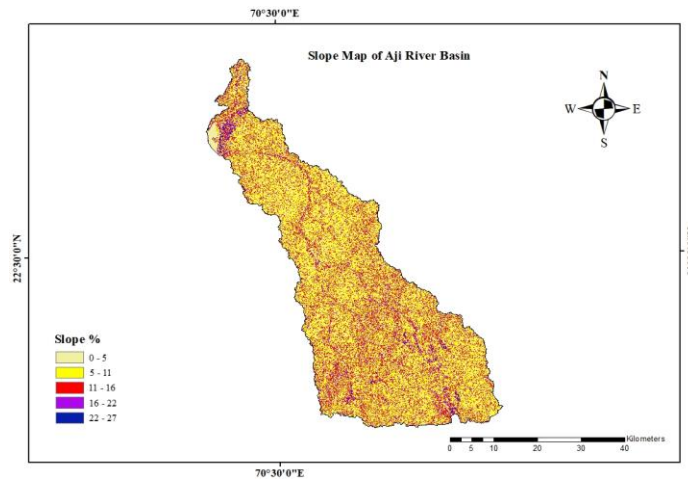 70°30'0"E
Slope Map of Aji River Basin
N
W E
S
22°30'0"N
Slope %
0 - 5
5 - 11
11 - 16
16 - 22
22 - 27
Kilometers
0 5 10 20 30 40
70°30'0"E